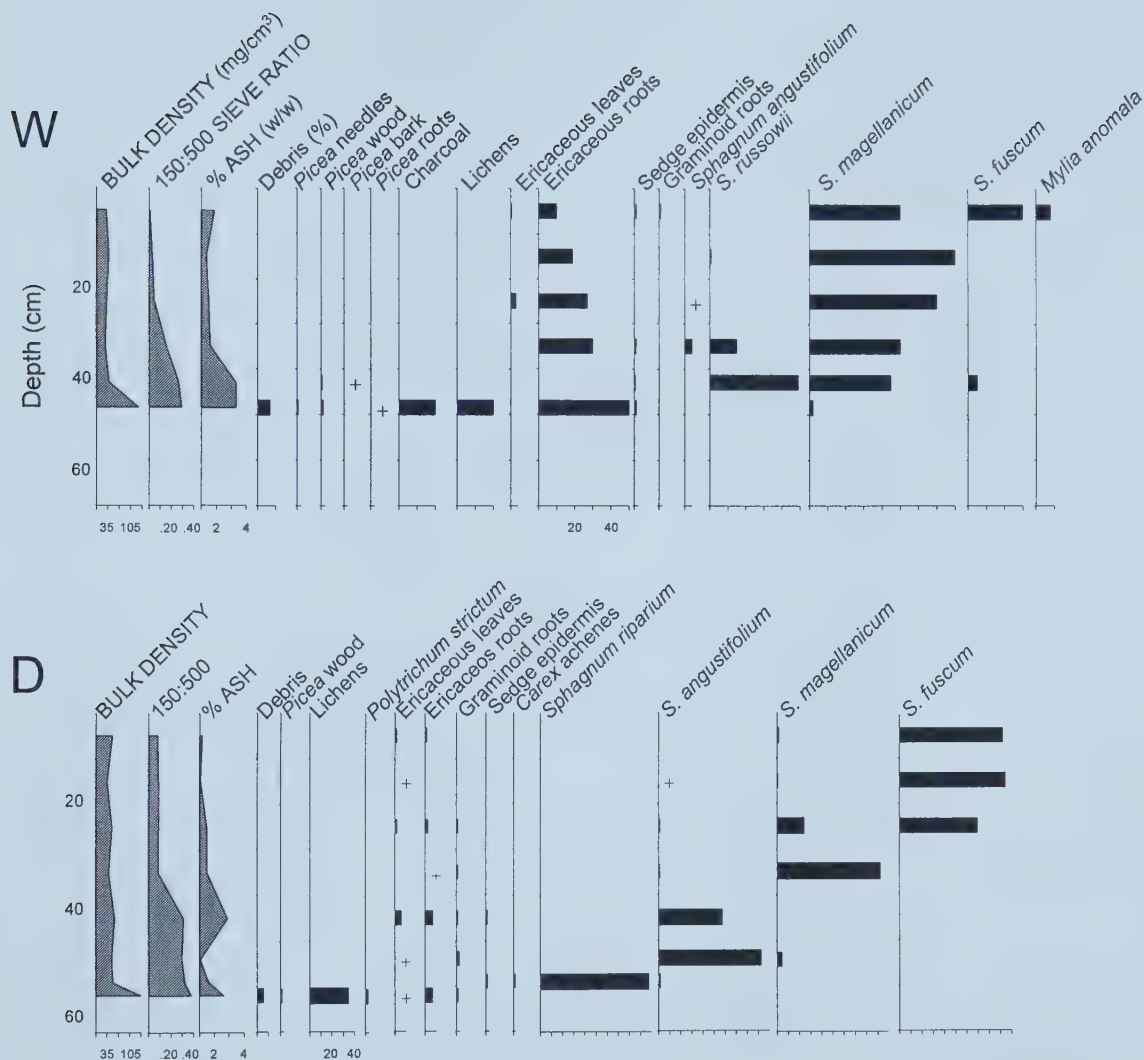 W
BULK DENSITY (mg/cm³)
150:500 SIEVE RATIO
% ASH (w/w)
Debris (%)
Picea needles
Picea wood
Picea bark
Picea roots
Charcoal
Lichens
Ericaceous leaves
Ericaceous roots
Sedge epidermis
Graminoid roots
Sphagnum angustifolium
S. russowii
S. magellanicum
S. fuscum
Mylia anomala
Depth (cm)
20
+
40
+
+
60
35 105 .20 .40 2 4 20 40
D
BULK DENSITY
150:500
% ASH
Debris
Picea wood
Lichens
Polytrichum strictum
Ericaceous leaves
Ericaceos roots
Graminoid roots
Sedge epidermis
Carex achenes
Sphagnum riparium
S. angustifolium
S. magellanicum
S. fuscum
+ +
20
+
40
+
+
60
35 105 .20 .40 2 4 20 40